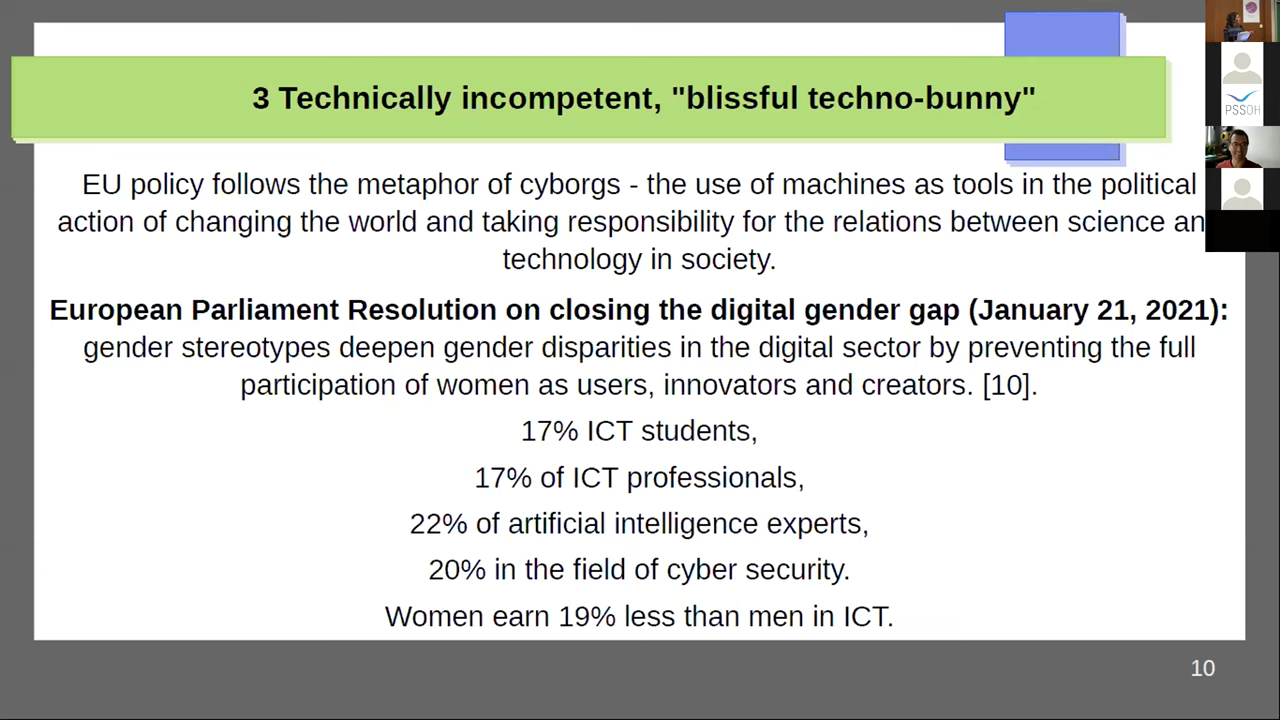 3 Technically incompetent, "blissful techno-bunny"
EU policy follows the metaphor of cyborgs - the use of machines as tools in the political
action of changing the world and taking responsibility for the relations between science an
technology in society.
European Parliament Resolution on closing the digital gender gap (January 21, 2021):
gender stereotypes deepen gender disparities in the digital sector by preventing the full
participation of women as users, innovators and creators. [10].
17% ICT students,
17% of ICT professionals,
22% of artificial intelligence experts,
20% in the field of cyber security.
Women earn 19% less than men in ICT.
10
PSSOH